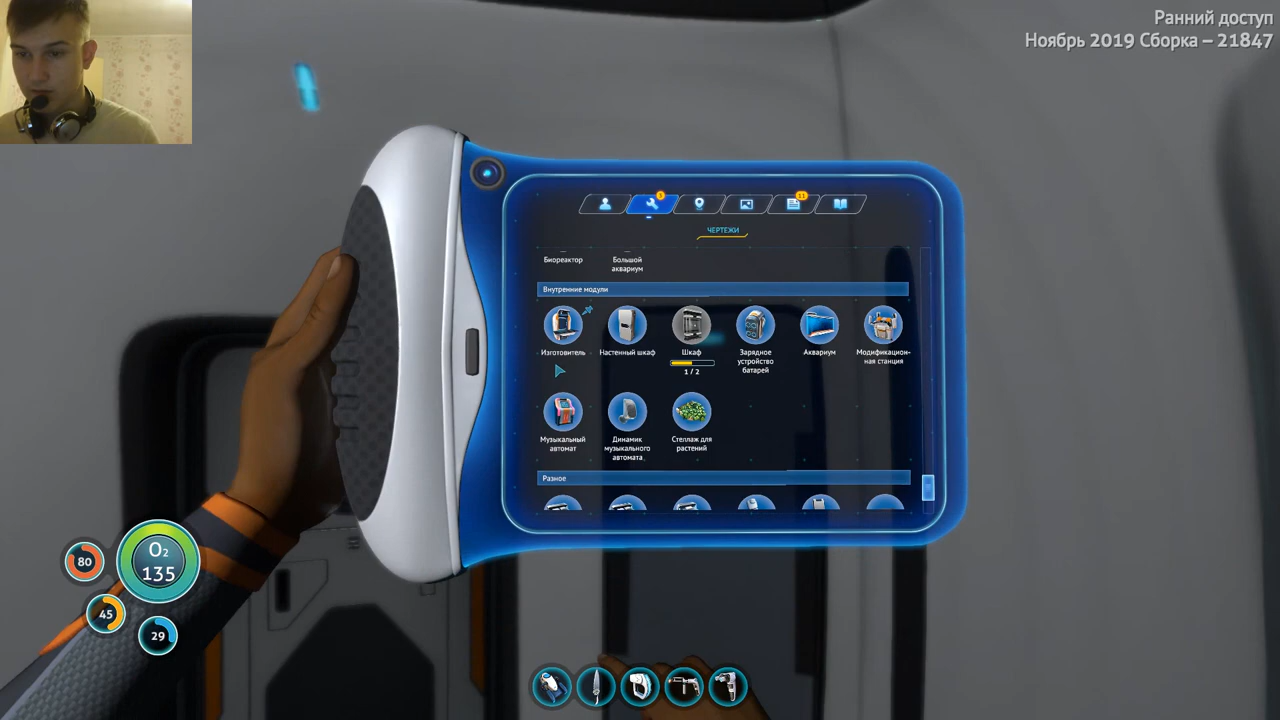 Ранний доступ
Ноябрь 2019 Сборка – 21847
1
11
ЧЕРТЕЖИ
Биореактор
Большой
аквариум
Внутренние модули
Изготовитель
Настенный шкаф
Шкаф
1 / 2
Зарядное
устройство
батарей
Аквариум
Модификацион-
ная станция
Музыкальный
автомат
Динамик
музыкального
автомата
Стеллаж для
растений
Разное
80
O₂
135
45
29